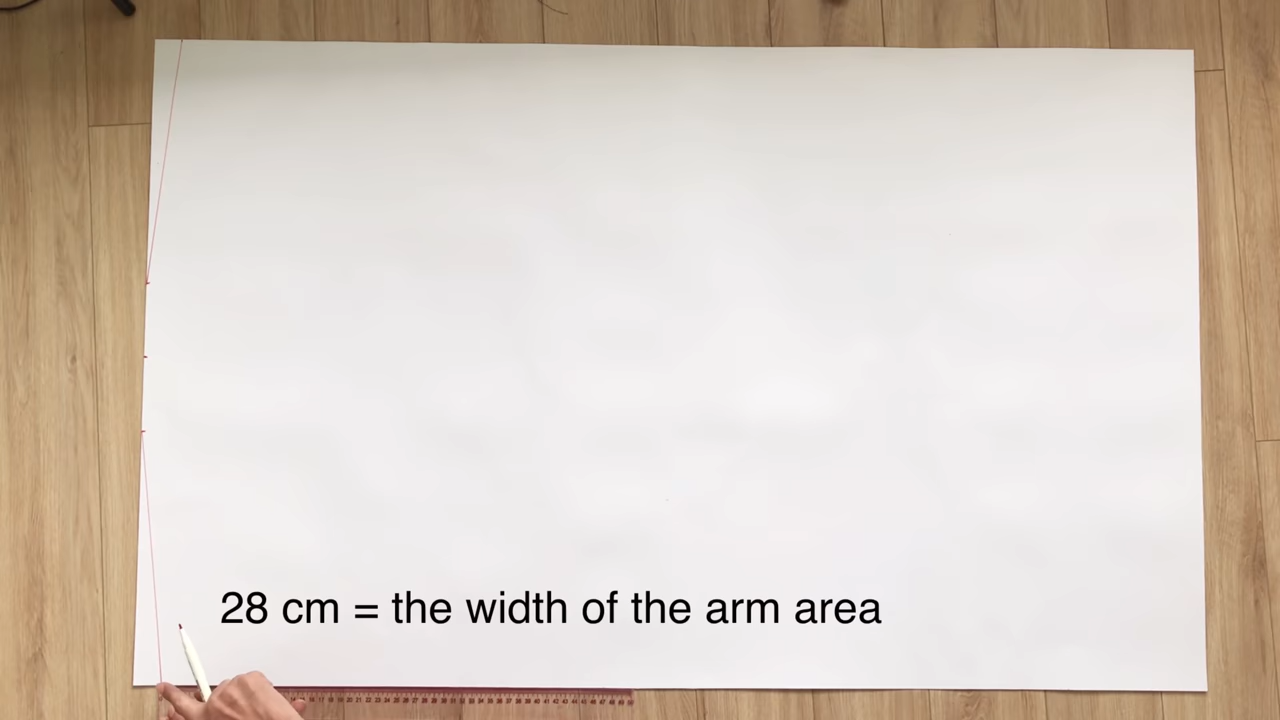 28 cm = the width of the arm area